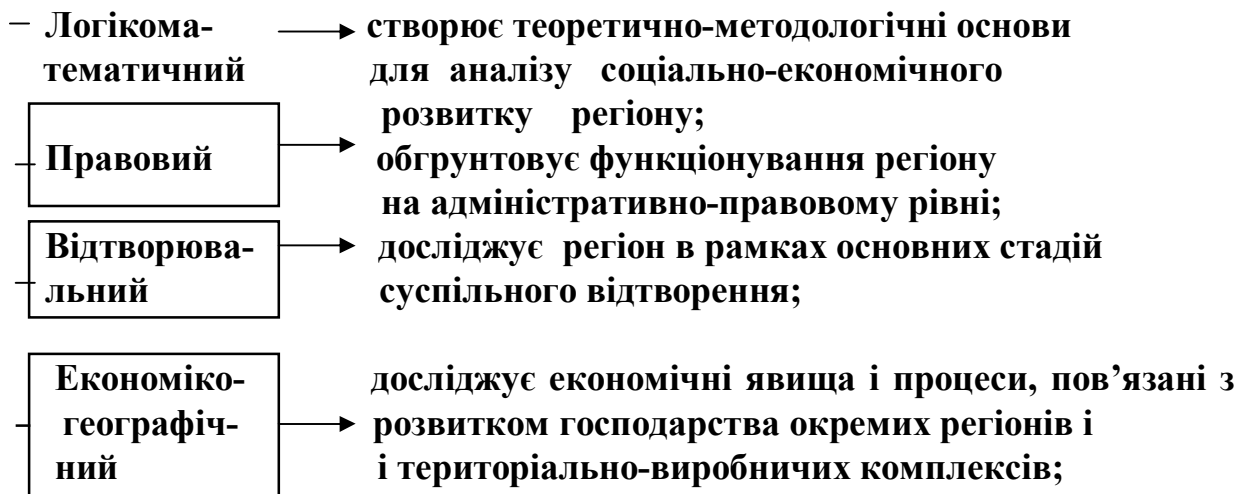 – Логікома- створює теоретично-методологічні основи
тематичний для аналізу соціально-економічного
розвитку регіону;
– Правовий обгрунтовує функціонування регіону
на адміністративно-правовому рівні;
Відтворюва- досліджує регіон в рамках основних стадій
– льний суспільного відтворення;
Економіко- досліджує економічні явища і процеси, пов’язані з
– географіч- розвитком господарства окремих регіонів і
ний і територіально-виробничих комплексів;